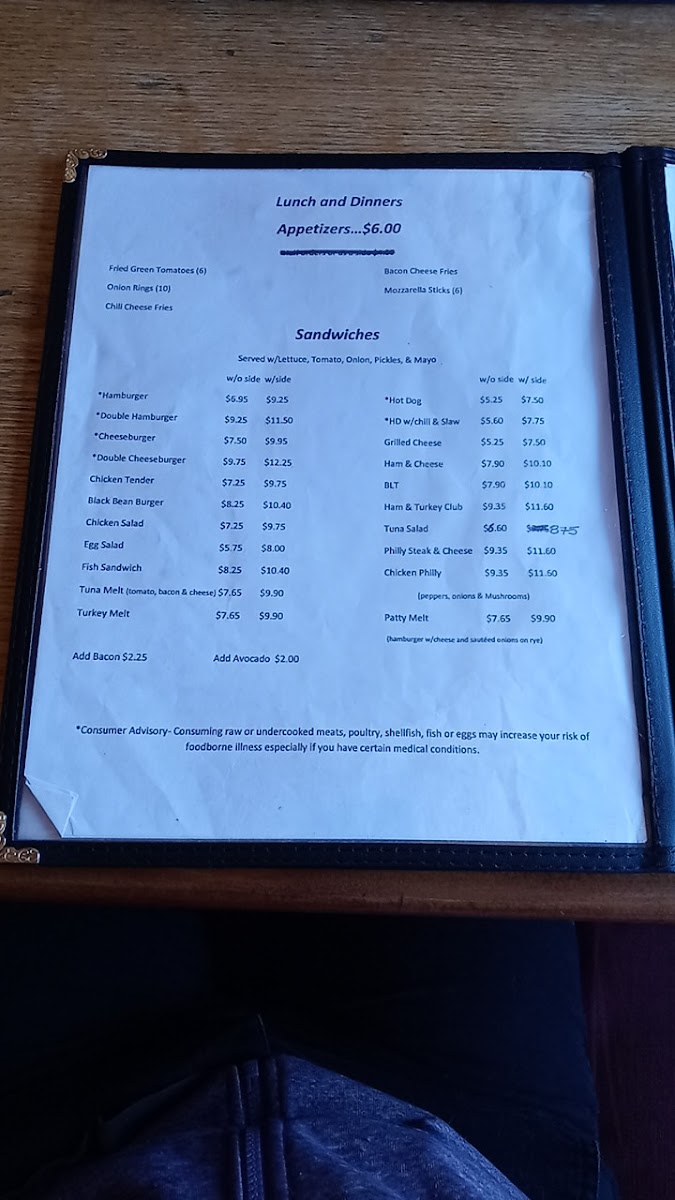 Lunch and Dinners
Appetizers...$6.00
Fried Green Tomatoes (6)
Onion Rings (10)
Chili Cheese Fries
Bacon Cheese Fries
Mozzarella Sticks (6)
Sandwiches
Served w/Lettuce, Tomato, Onion, Pickles, & Mayo
w/o side w/side
*Hamburger $6.95 $9.25
*Double Hamburger $9.25 $11.50
*Cheeseburger $7.50 $9.95
*Double Cheeseburger $9.75 $12.25
Chicken Tender $7.25 $9.75
Black Bean Burger $8.25 $10.40
Chicken Salad $7.25 $9.75
Egg Salad $5.75 $8.00
Fish Sandwich $8.25 $10.40
Tuna Melt (tomato, bacon & cheese) $7.65 $9.90
Turkey Melt $7.65 $9.90
w/o side w/ side
*Hot Dog $5.25 $7.50
*HD w/chili & Slaw $5.60 $7.75
Grilled Cheese $5.25 $7.50
Ham & Cheese $7.90 $10.10
BLT $7.90 $10.10
Ham & Turkey Club $9.35 $11.60
Tuna Salad $6.60 875
Philly Steak & Cheese $9.35 $11.60
Chicken Philly $9.35 $11.60
(peppers, onions & Mushrooms)
Patty Melt $7.65 $9.90
(hamburger w/cheese and sautéed onions on rye)
Add Bacon $2.25 Add Avocado $2.00
*Consumer Advisory- Consuming raw or undercooked meats, poultry, shellfish, fish or eggs may increase your risk of
foodborne illness especially if you have certain medical conditions.